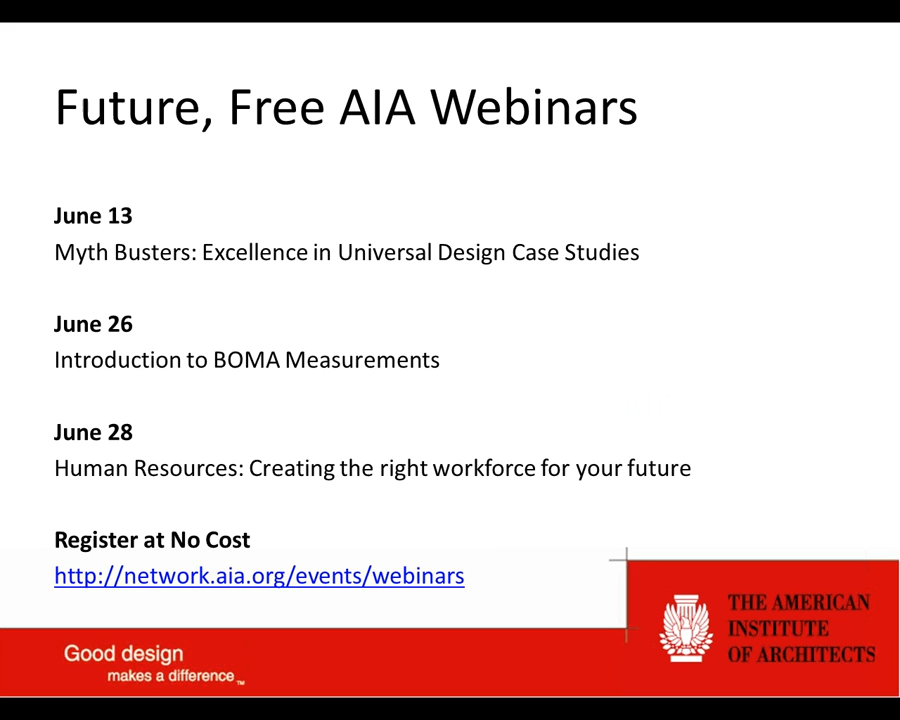 Future, Free AIA Webinars
June 13
Myth Busters: Excellence in Universal Design Case Studies
June 26
Introduction to BOMA Measurements
June 28
Human Resources: Creating the right workforce for your future
Register at No Cost
http://network.aia.org/events/webinars
Good design
makes a difference™
THE AMERICAN
INSTITUTE
OF ARCHITECTS